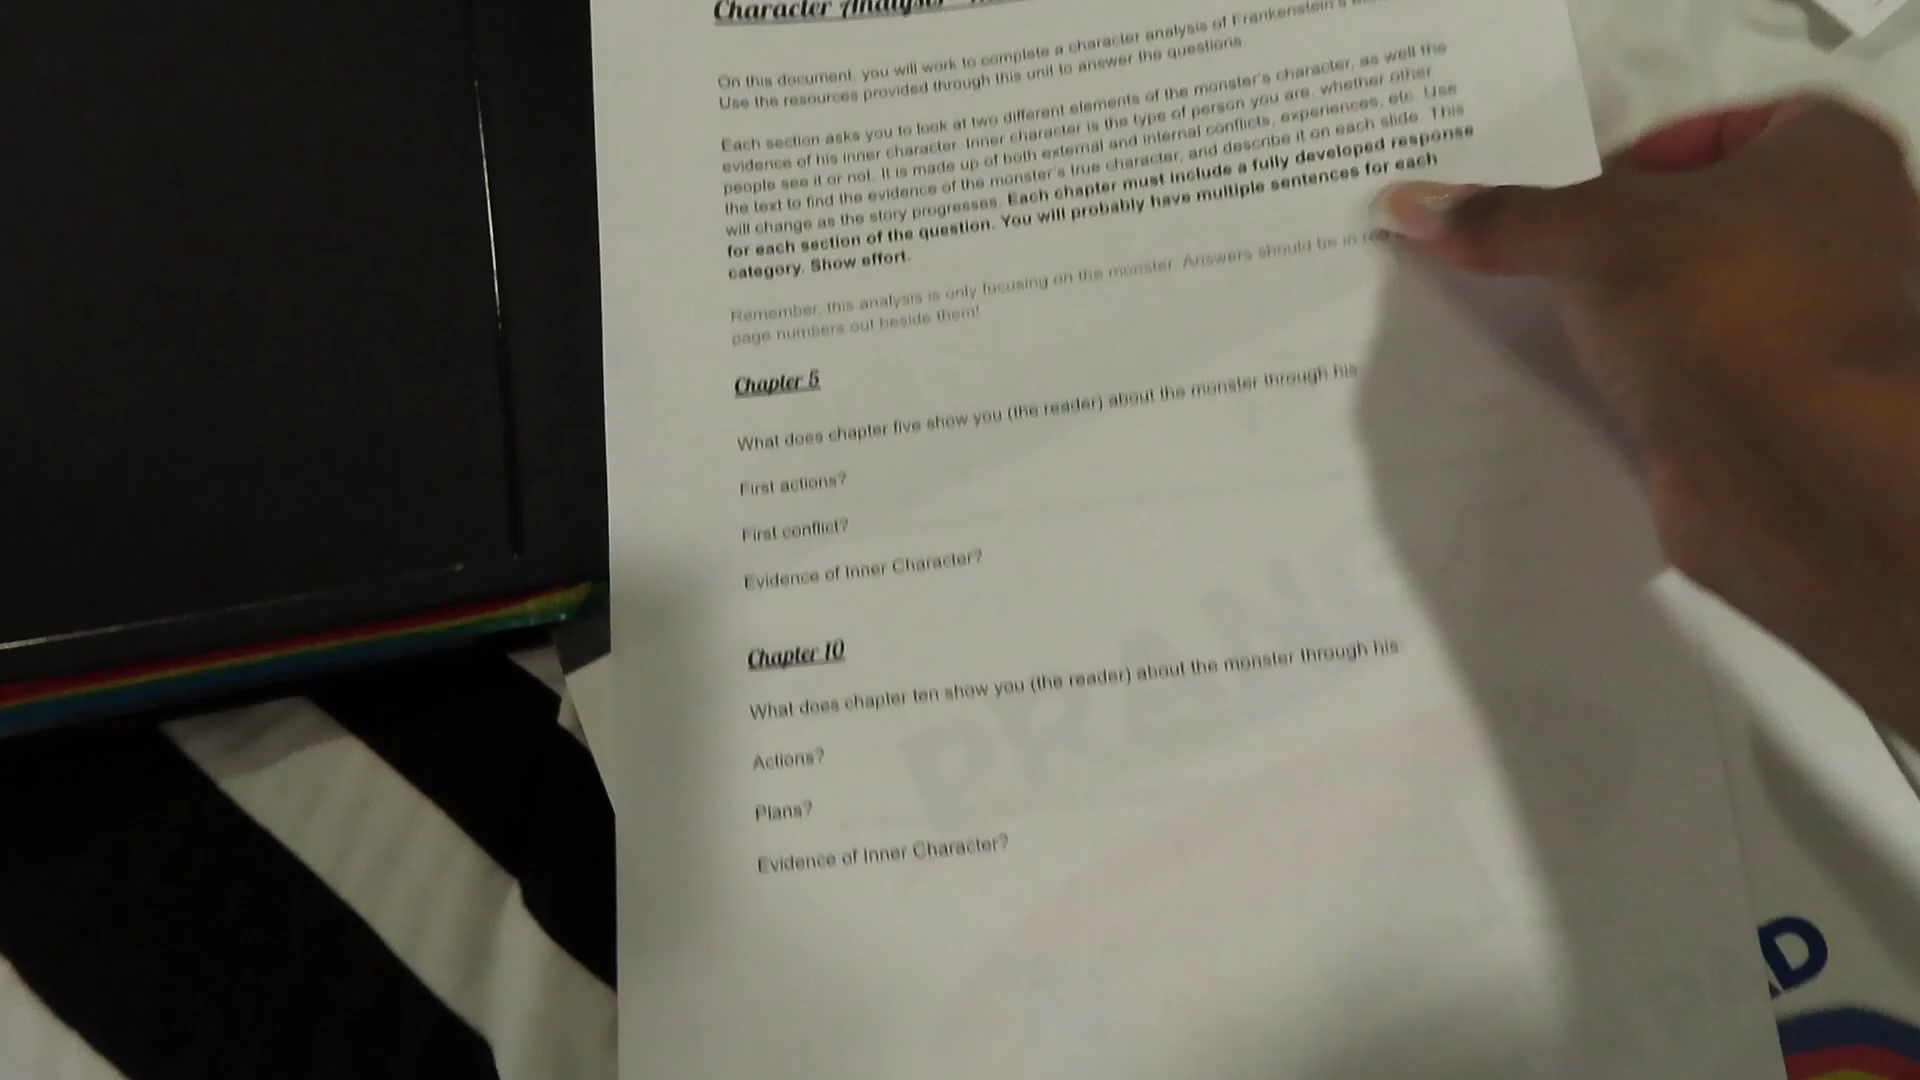 Character Analysis
On this document, you will work to complete a character analysis of Frankenstein's
Use the resources provided through this unit to answer the questions.
Each section asks you to look at two different elements of the monster's character, as well the
evidence of his inner character. Inner character is the type of person you are, whether other
people see it or not. It is made up of both external and internal conflicts, experiences, etc. Use
the text to find the evidence of the monster's true character, and describe it on each slide. This
will change as the story progresses. Each chapter must include a fully developed response
for each section of the question. You will probably have multiple sentences for each
category. Show effort.
Remember, this analysis is only focusing on the monster. Answers should be in
page numbers out beside them!
Chapter 5
What does chapter five show you (the reader) about the monster through his
First actions?
First conflict?
Evidence of Inner Character?
Chapter 10
What does chapter ten show you (the reader) about the monster through his
Actions?
Plans?
Evidence of Inner Character?